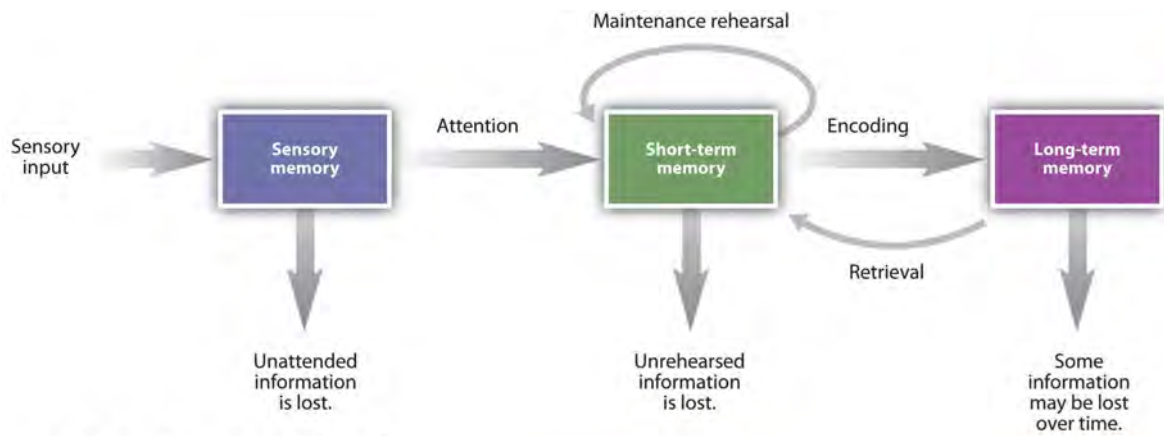 Maintenance rehearsal
Sensory
input
Sensory
memory
Attention
Short-term
memory
Encoding
Long-term
memory
Retrieval
Unattended
information
is lost.
Unrehearsed
information
is lost.
Some
information
may be lost
over time.